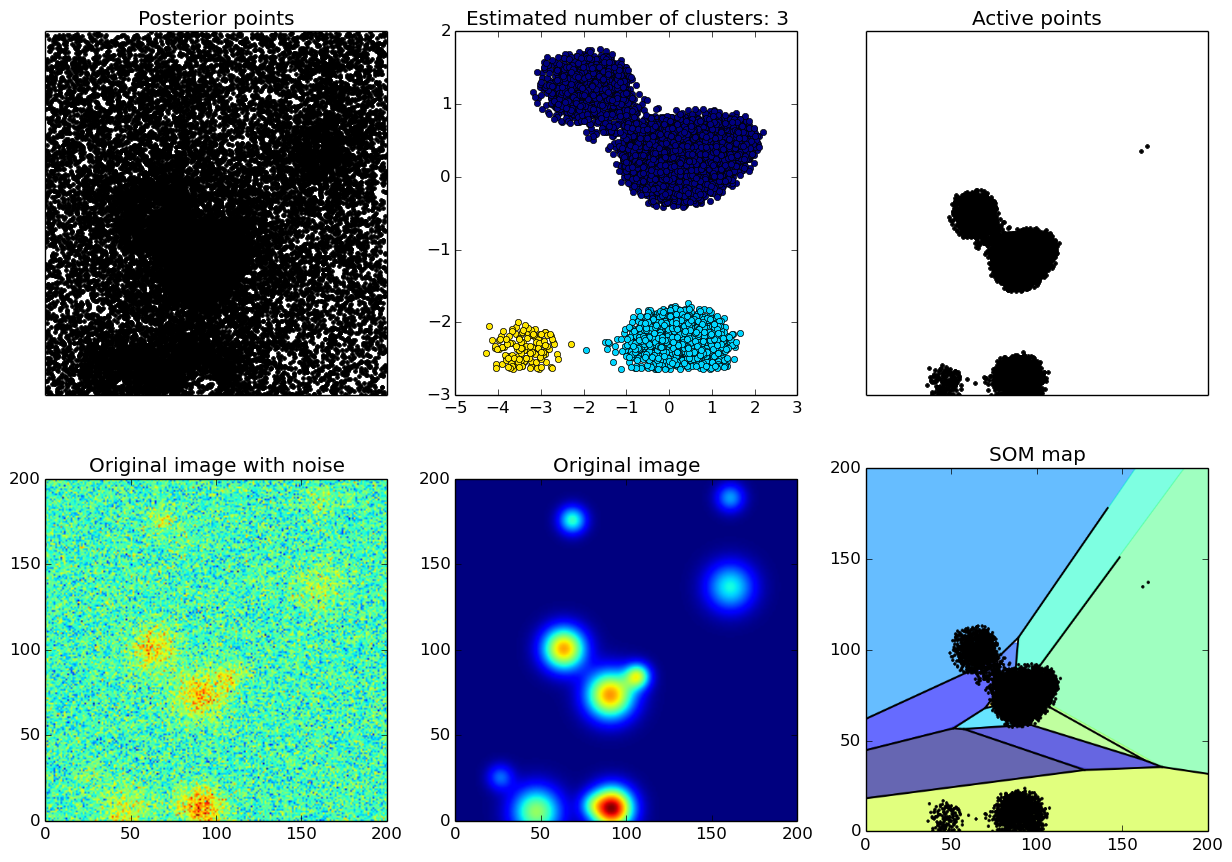 Posterior points
Estimated number of clusters: 3
Active points
2
1
0
−1
−2
−3
−5 −4 −3 −2 −1 0 1 2 3
Original image with noise
Original image
SOM map
200
150
100
50
0
0 50 100 150 200
200
150
100
50
0
0 50 100 150 200
200
150
100
50
0
0 50 100 150 200